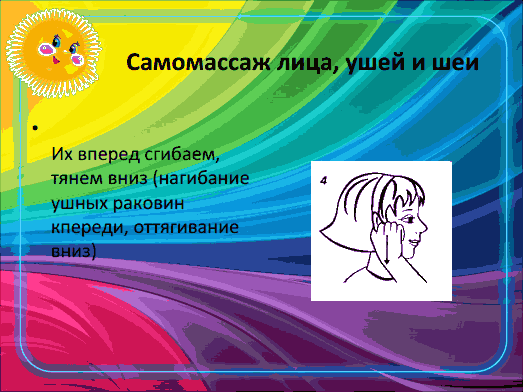 Самомассаж лица, ушей и шеи
•
Их вперед сгибаем,
тянем вниз (нагибание
ушных раковин
кпереди, оттягивание
вниз)
4